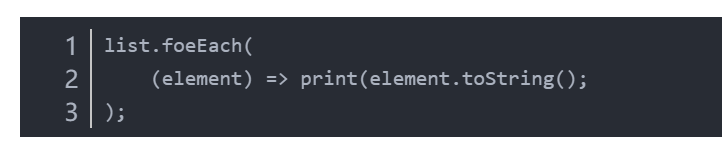 1 list.foeEach(
2     (element) => print(element.toString();
3 );